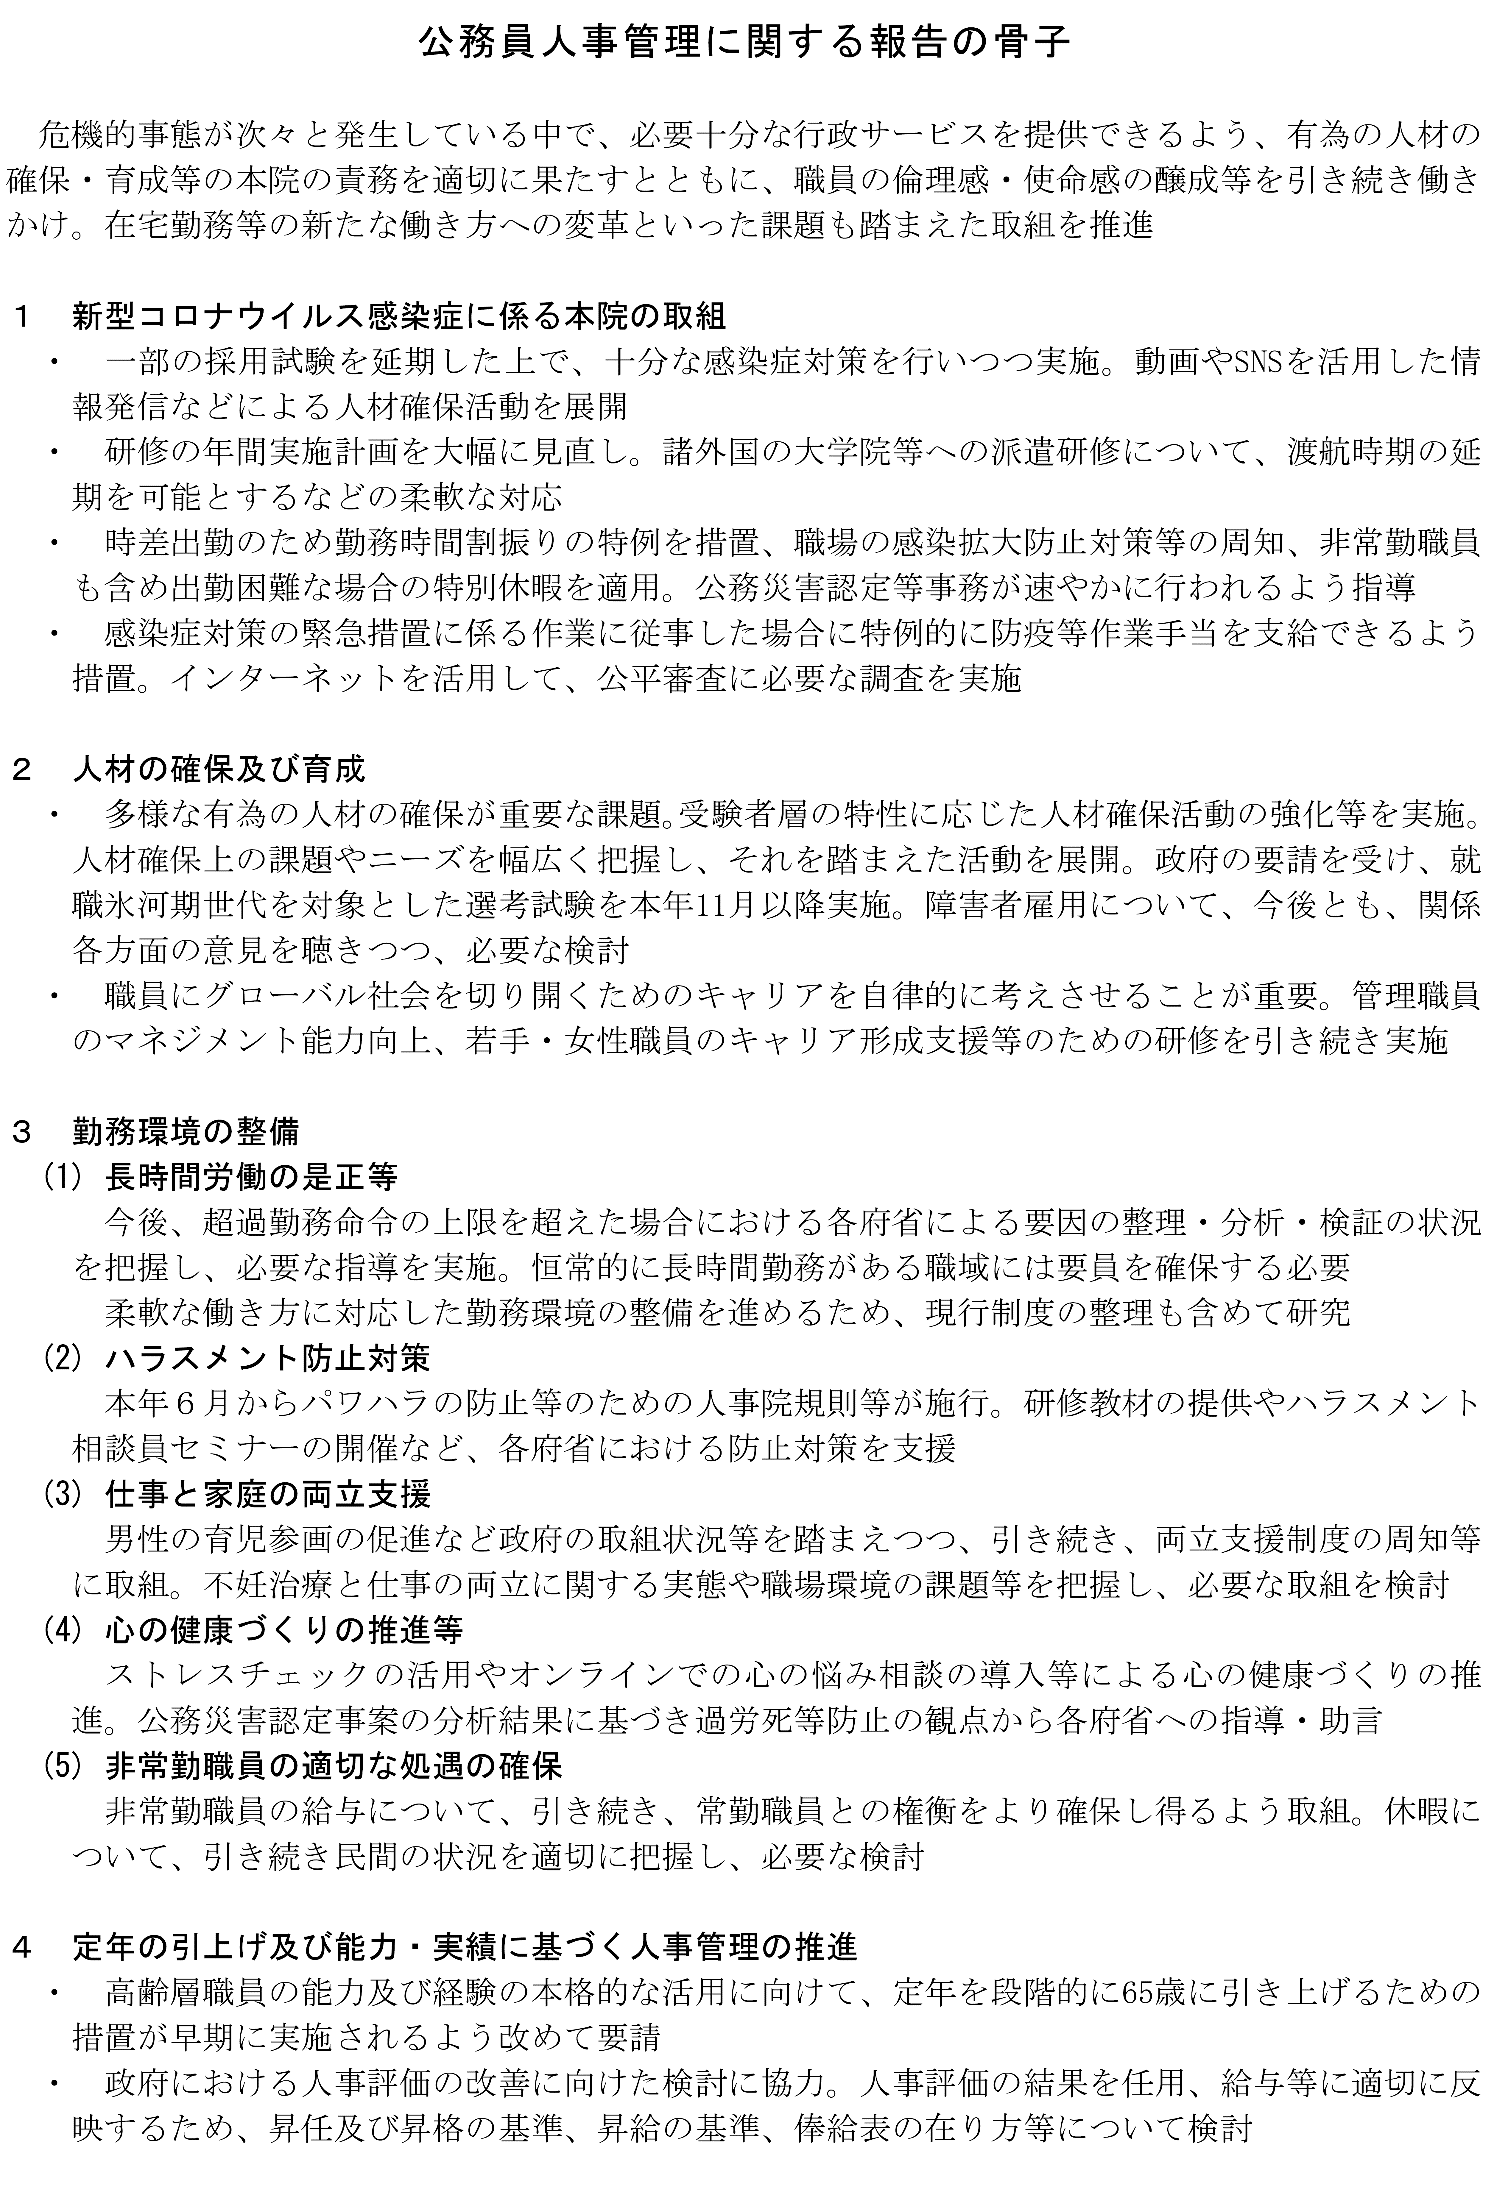 公務員人事管理に関する報告の骨子
危機的事態が次々と発生している中で、必要十分な行政サービスを提供できるよう、有為の人材の
確保・育成等の本院の責務を適切に果たすとともに、職員の倫理感・使命感の醸成等を引き続き働き
かけ。在宅勤務等の新たな働き方への変革といった課題も踏まえた取組を推進
１　新型コロナウイルス感染症に係る本院の取組
・　一部の採用試験を延期した上で、十分な感染症対策を行いつつ実施。動画やSNSを活用した情
報発信などによる人材確保活動を展開
・　研修の年間実施計画を大幅に見直し。諸外国の大学院等への派遣研修について、渡航時期の延
期を可能とするなどの柔軟な対応
・　時差出勤のため勤務時間割振りの特例を措置、職場の感染拡大防止対策等の周知、非常勤職員
も含め出勤困難な場合の特別休暇を適用。公務災害認定等事務が速やかに行われるよう指導
・　感染症対策の緊急措置に係る作業に従事した場合に特例的に防疫等作業手当を支給できるよう
措置。インターネットを活用して、公平審査に必要な調査を実施
２　人材の確保及び育成
・　多様な有為の人材の確保が重要な課題。受験者層の特性に応じた人材確保活動の強化等を実施。
人材確保上の課題やニーズを幅広く把握し、それを踏まえた活動を展開。政府の要請を受け、就
職氷河期世代を対象とした選考試験を本年11月以降実施。障害者雇用について、今後とも、関係
各方面の意見を聴きつつ、必要な検討
・　職員にグローバル社会を切り開くためのキャリアを自律的に考えさせることが重要。管理職員
のマネジメント能力向上、若手・女性職員のキャリア形成支援等のための研修を引き続き実施
３　勤務環境の整備
(1) 長時間労働の是正等
今後、超過勤務命令の上限を超えた場合における各府省による要因の整理・分析・検証の状況
を把握し、必要な指導を実施。恒常的に長時間勤務がある職域には要員を確保する必要
柔軟な働き方に対応した勤務環境の整備を進めるため、現行制度の整理も含めて研究
(2) ハラスメント防止対策
本年６月からパワハラの防止等のための人事院規則等が施行。研修教材の提供やハラスメント
相談員セミナーの開催など、各府省における防止対策を支援
(3) 仕事と家庭の両立支援
男性の育児参画の促進など政府の取組状況等を踏まえつつ、引き続き、両立支援制度の周知等
に取組。不妊治療と仕事の両立に関する実態や職場環境の課題等を把握し、必要な取組を検討
(4) 心の健康づくりの推進等
ストレスチェックの活用やオンラインでの心の悩み相談の導入等による心の健康づくりの推
進。公務災害認定事案の分析結果に基づき過労死等防止の観点から各府省への指導・助言
(5) 非常勤職員の適切な処遇の確保
非常勤職員の給与について、引き続き、常勤職員との権衡をより確保し得るよう取組。休暇に
ついて、引き続き民間の状況を適切に把握し、必要な検討
４　定年の引上げ及び能力・実績に基づく人事管理の推進
・　高齢層職員の能力及び経験の本格的な活用に向けて、定年を段階的に65歳に引き上げるための
措置が早期に実施されるよう改めて要請
・　政府における人事評価の改善に向けた検討に協力。人事評価の結果を任用、給与等に適切に反
映するため、昇任及び昇格の基準、昇給の基準、俸給表の在り方等について検討